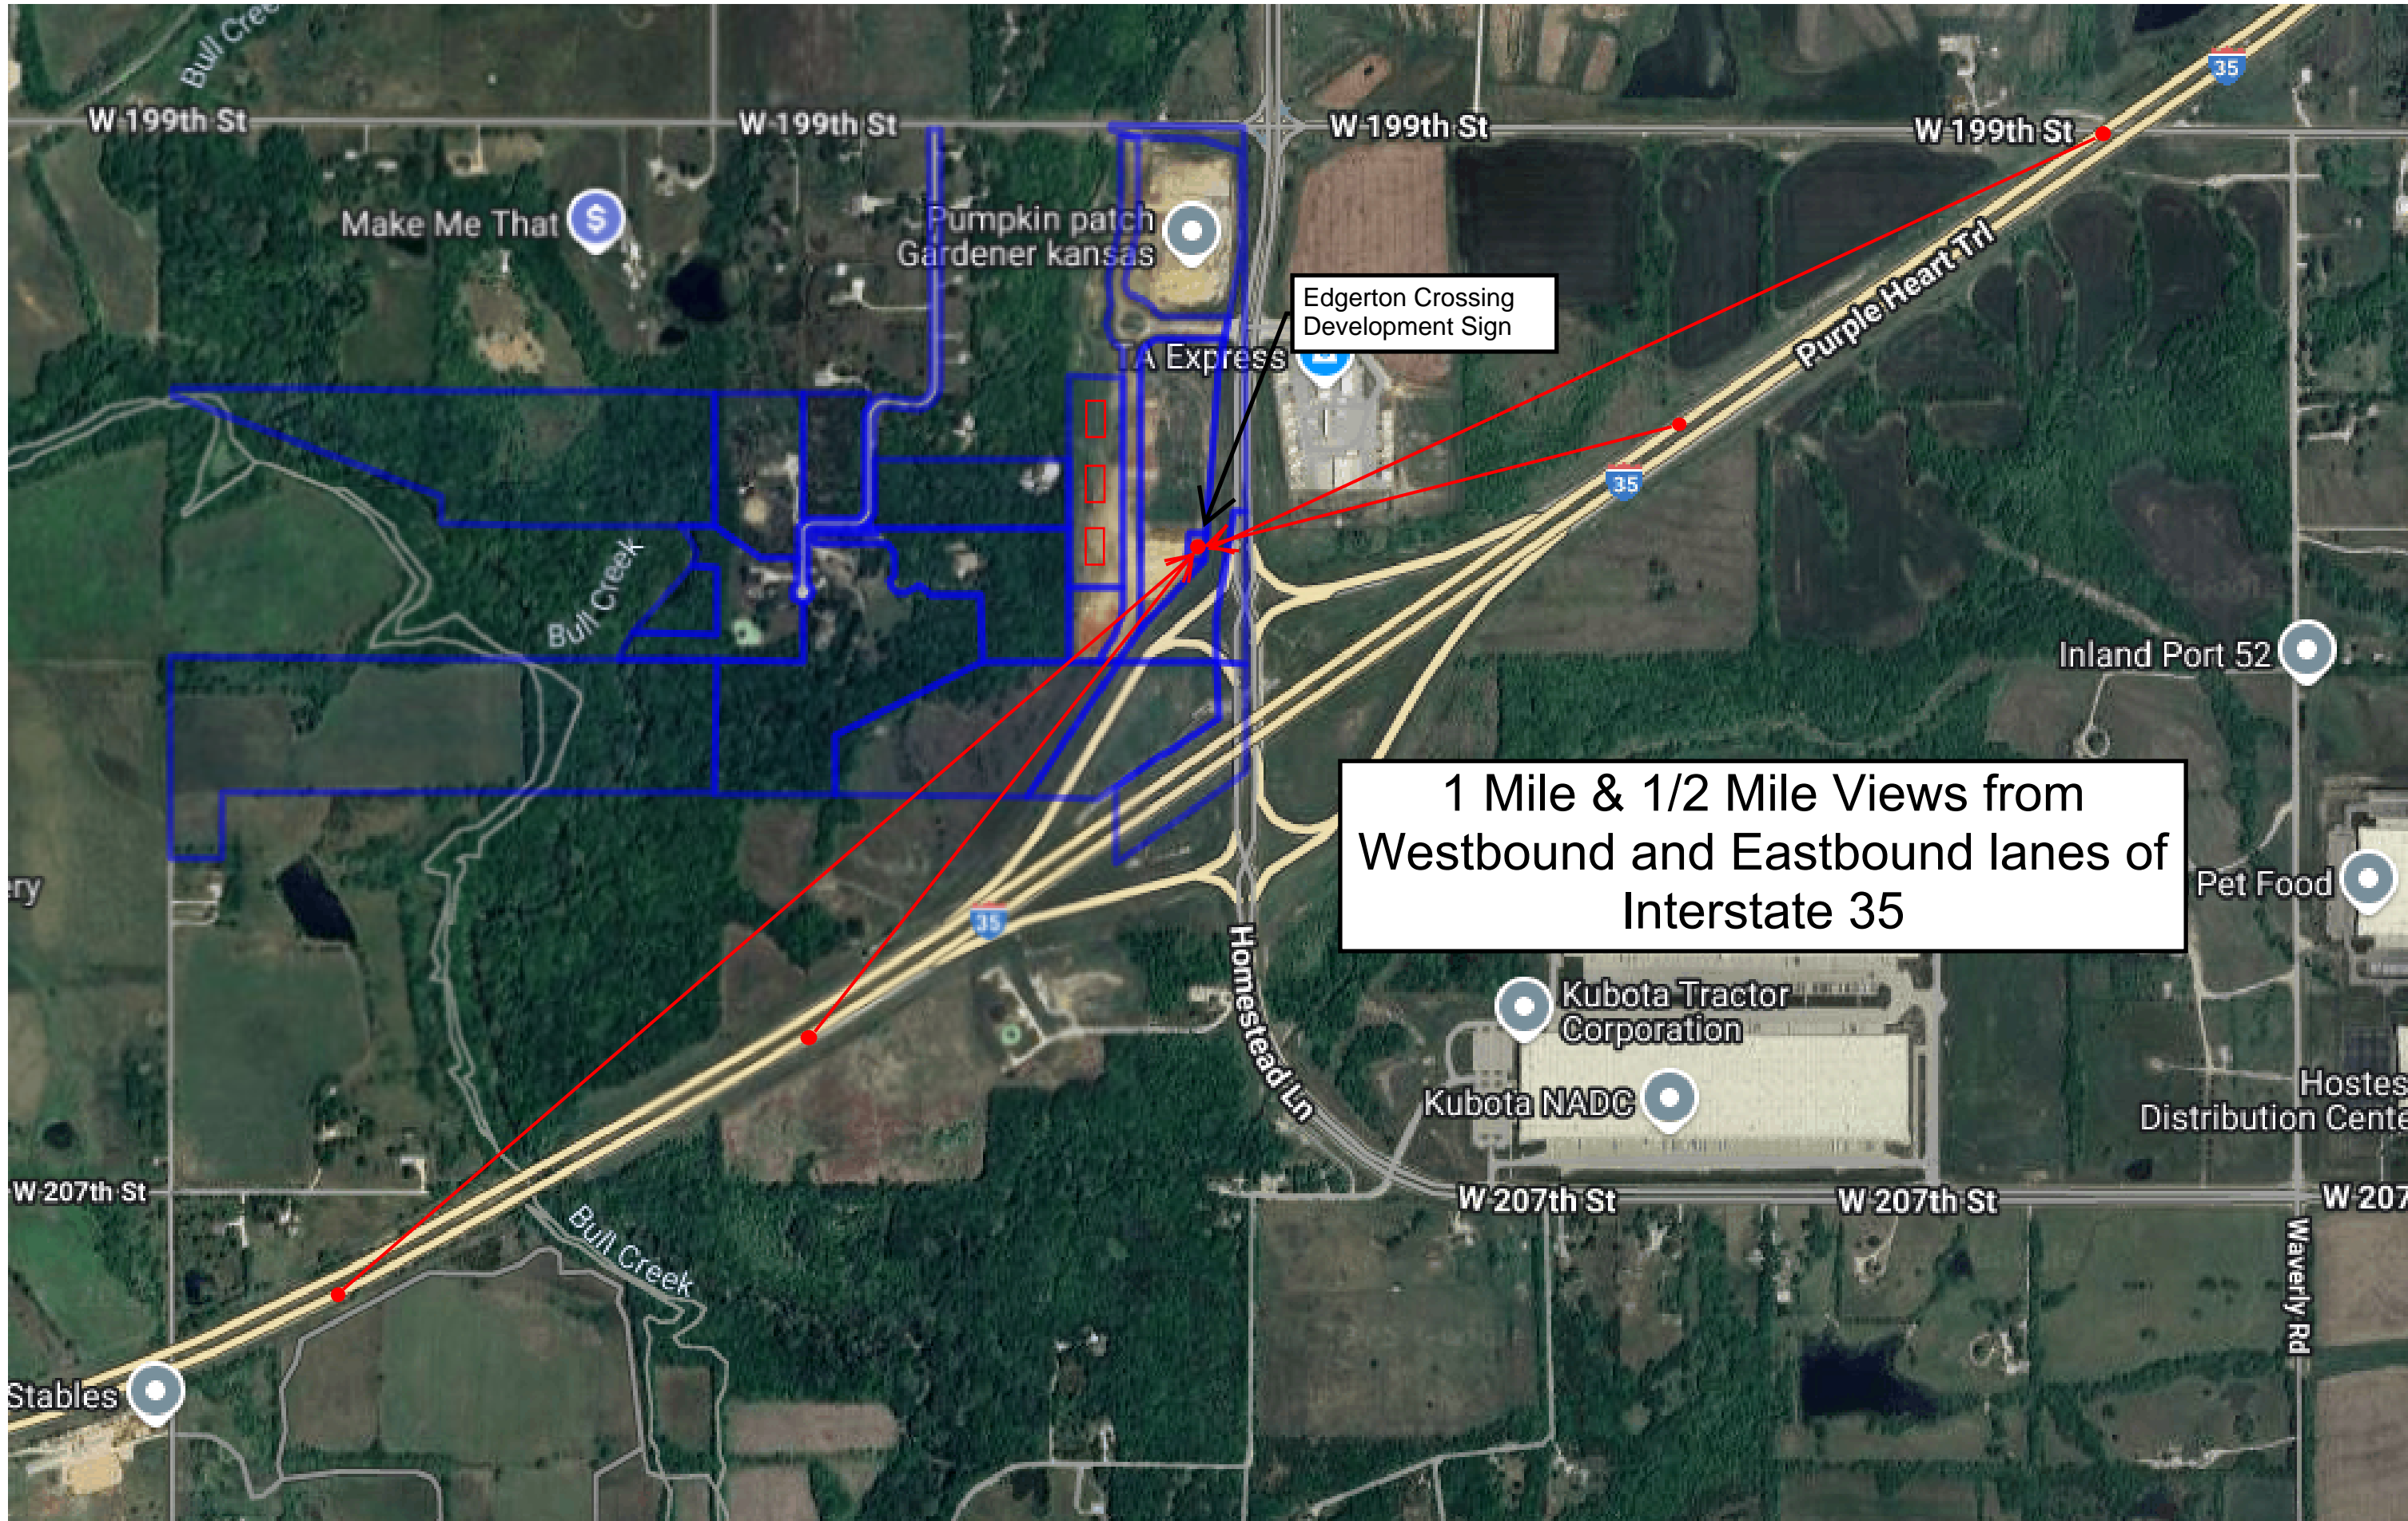 Bull Cree
35
W 199th St
W 199th St
W 199th St
W 199th St
Make Me That
$
Pumpkin patch
Gardener kansas
Purple Heart Trl
Edgerton Crossing
Development Sign
TA Express
35
Bull Creek
Inland Port 52
1 Mile & 1/2 Mile Views from
Westbound and Eastbound lanes of
Interstate 35
ery
Pet Food
35
Homestead Ln
Kubota Tractor
Corporation
Kubota NADC
Hostes
Distribution Cente
W 207th St
W 207th St
W 207th St
W 207
Bull Creek
Waverly Rd
Stables